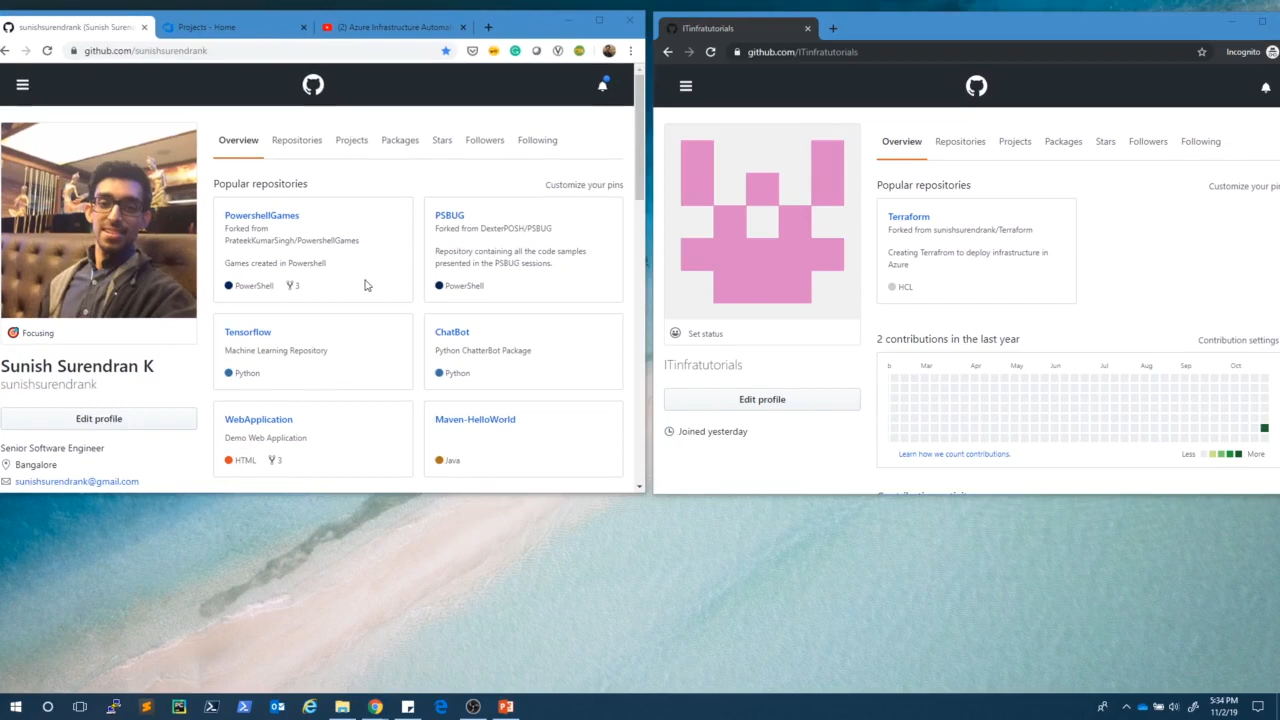 sunishsurendrank (Sunish Suren
Projects - Home
(2) Azure Infrastructure Automat
github.com/sunishsurendrank
Overview
Repositories
Projects
Packages
Stars
Followers
Following
Popular repositories
Customize your pins
PowershellGames
Forked from
PrateekKumarSingh/PowershellGames
Games created in Powershell
PowerShell
3
PSBUG
Forked from DexterPOSH/PSBUG
Repository containing all the code samples
presented in the PSBUG sessions.
PowerShell
Tensorflow
Machine Learning Repository
Python
ChatBot
Python ChatterBot Package
Python
WebApplication
Demo Web Application
HTML
3
Maven-HelloWorld
Java
Focusing
Sunish Surendran K
sunishsurendrank
Edit profile
Senior Software Engineer
Bangalore
sunishsurendrank@gmail.com
ITinfratutorials
github.com/ITinfratutorials
Incognito
Overview
Repositories
Projects
Packages
Stars
Followers
Following
Popular repositories
Customize your pin
Terraform
Forked from sunishsurendrank/Terraform
Creating Terrafrom to deploy infrastructure in
Azure
HCL
2 contributions in the last year
Contribution settings
b Mar Apr May Jun Jul Aug Sep Oct
Learn how we count contributions.
Less
More
Set status
ITinfratutorials
Edit profile
Joined yesterday
5:34 PM
11/2/19